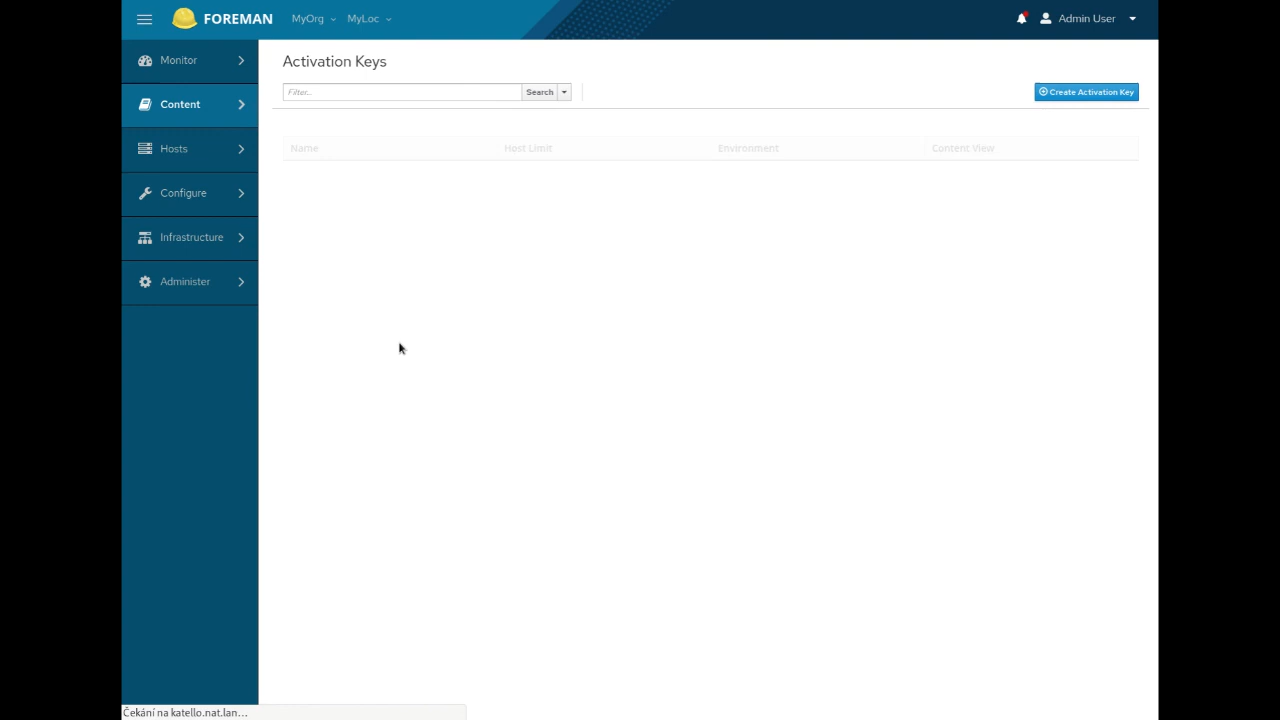 FOREMAN MyOrg MyLoc Admin User
Monitor
Content
Hosts
Configure
Infrastructure
Administer
Activation Keys
Filter... Search Create Activation Key
Name Host Limit Environment Content View
Čekání na katello.nat.lan…